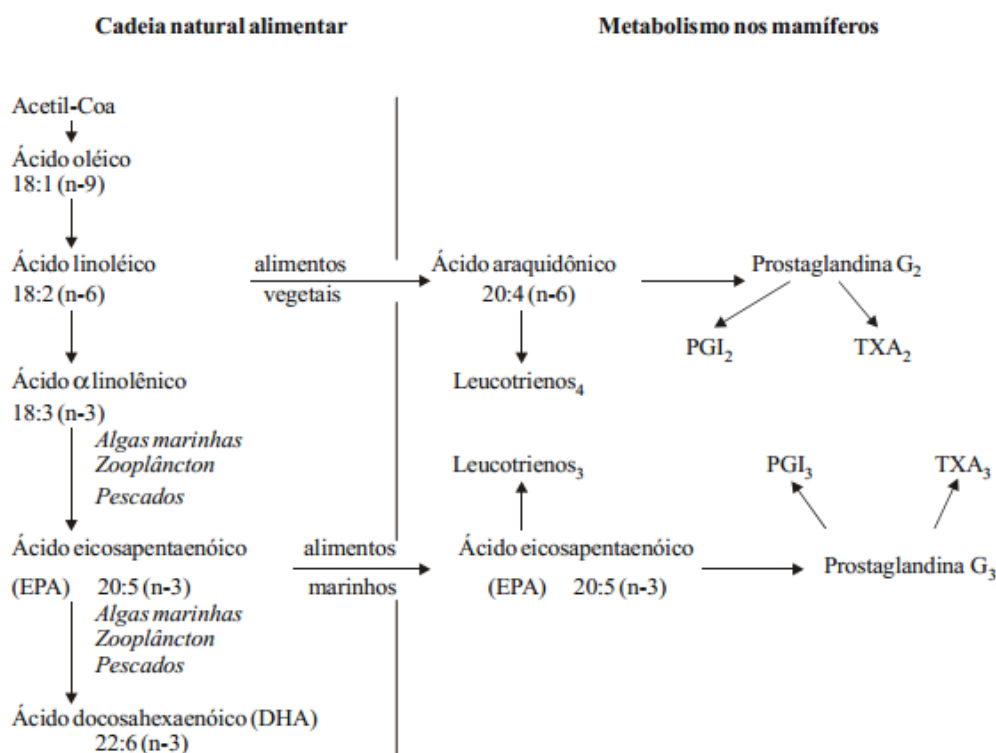 Cadeia natural alimentar
Metabolismo nos mamíferos
Acetil-Coa
Ácido oléico
18:1 (n-9)
Ácido linoléico
18:2 (n-6)
alimentos
vegetais
Ácido araquidônico
20:4 (n-6)
Prostaglandina G₂
PGI₂
TXA₂
Leucotrienos₄
Ácido α linolênico
18:3 (n-3)
Algas marinhas
Zooplâncton
Pescados
Leucotrienos₃
PGI₃
TXA₃
Ácido eicosapentaenóico
(EPA) 20:5 (n-3)
alimentos
marinhos
Ácido eicosapentaenóico
(EPA) 20:5 (n-3)
Prostaglandina G₃
Algas marinhas
Zooplâncton
Pescados
Ácido docosahexaenóico (DHA)
22:6 (n-3)